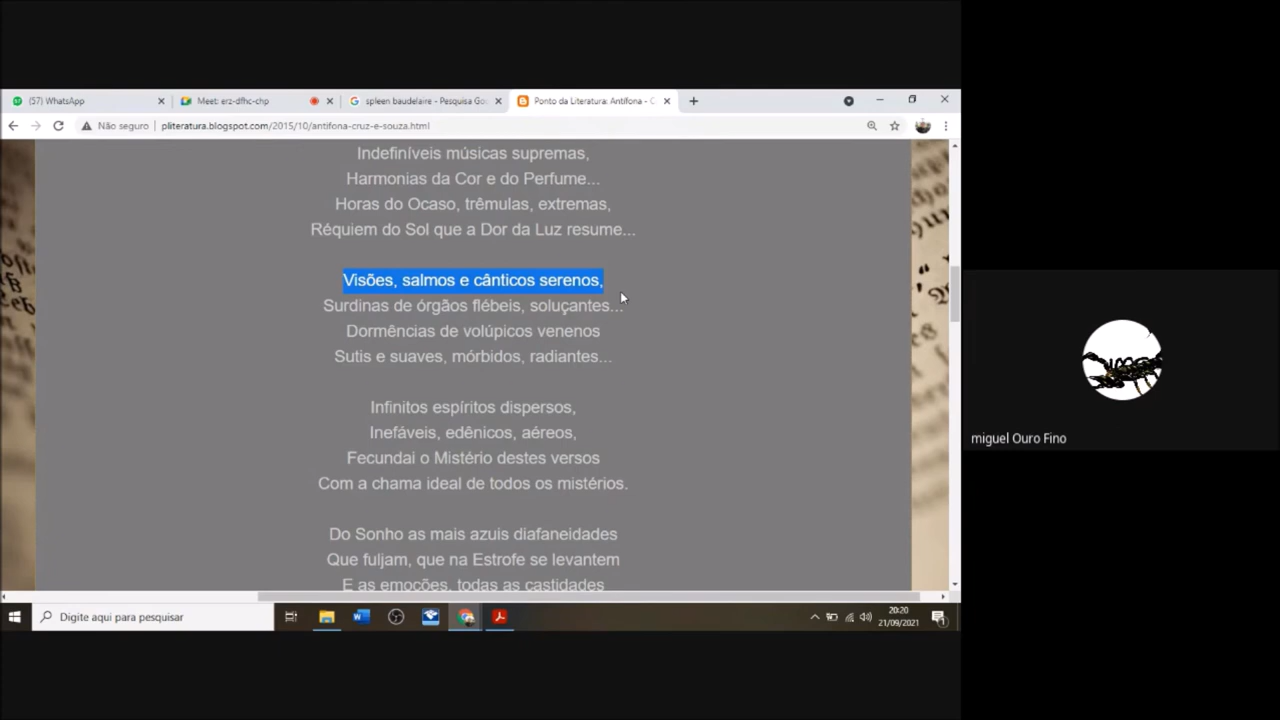 (57) WhatsApp
Meet: erz-dfhc-chp
spleen baudelaire - Pesquisa Goo
Ponto da Literatura: Antífona - C
Não seguro
pliteratura.blogspot.com/2015/10/antifona-cruz-e-souza.html
Indefiníveis músicas supremas,
Harmonias da Cor e do Perfume...
Horas do Ocaso, trêmulas, extremas,
Réquiem do Sol que a Dor da Luz resume...
Visões, salmos e cânticos serenos,
Surdinas de órgãos flébeis, soluçantes...
Dormências de volúpicos venenos
Sutis e suaves, mórbidos, radiantes...
Infinitos espíritos dispersos,
Inefáveis, edênicos, aéreos,
Fecundai o Mistério destes versos
Com a chama ideal de todos os mistérios.
Do Sonho as mais azuis diafaneidades
Que fuljam, que na Estrofe se levantem
E as emoções, todas as castidades
miguel Ouro Fino
Digite aqui para pesquisar
20:20
21/09/2021